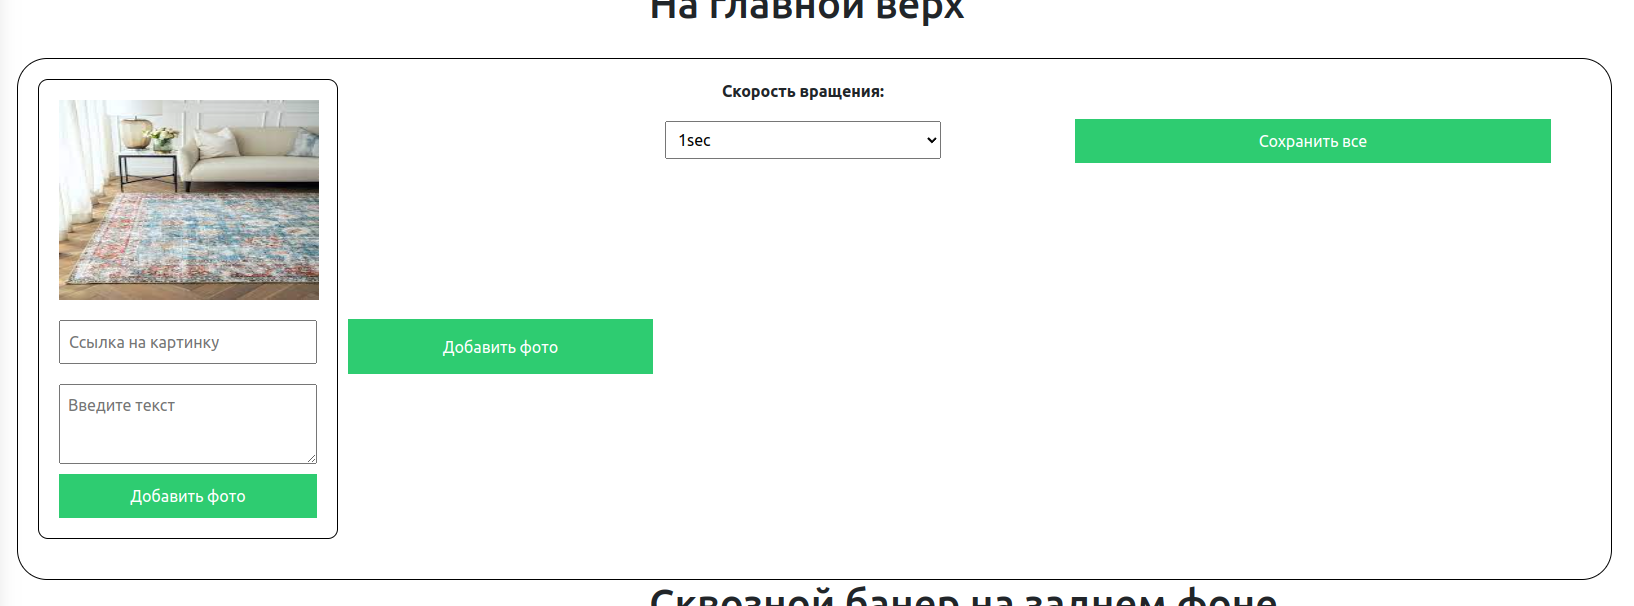 На главной верх
Скорость вращения:
1sec
Сохранить все
Ссылка на картинку
Добавить фото
Введите текст
Добавить фото
Сквозной банер на заднем фоне